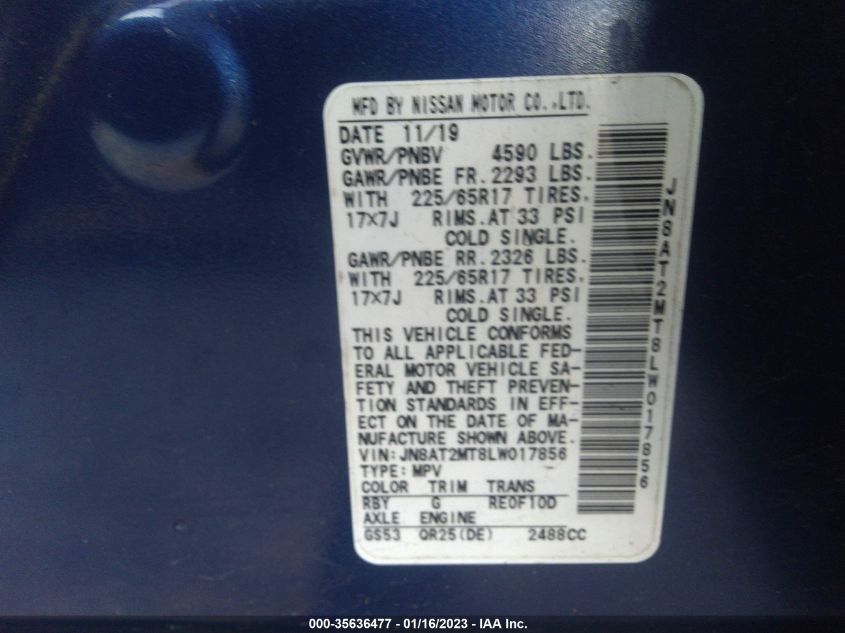 MFD BY NISSAN MOTOR CO.,LTD.
DATE 11/19
GVWR/PNBV 4590 LBS.
GAWR/PNBE FR. 2293 LBS.
WITH 225/65R17 TIRES.
17X7J RIMS.AT 33 PSI
COLD SINGLE.
GAWR/PNBE RR. 2326 LBS.
WITH 225/65R17 TIRES.
17X7J RIMS.AT 33 PSI
COLD SINGLE.
THIS VEHICLE CONFORMS
TO ALL APPLICABLE FED-
ERAL MOTOR VEHICLE SA-
FETY AND THEFT PREVEN-
TION STANDARDS IN EFF-
ECT ON THE DATE OF MA-
NUFACTURE SHOWN ABOVE.
VIN:JN8AT2MT8LW017856
TYPE:MPV
COLOR TRIM TRANS
RBY G RE0F10D
AXLE ENGINE
GS53 QR25(DE) 2488CC
JN8AT2MT8LW017856
000-35636477 - 01/16/2023 - IAA Inc.